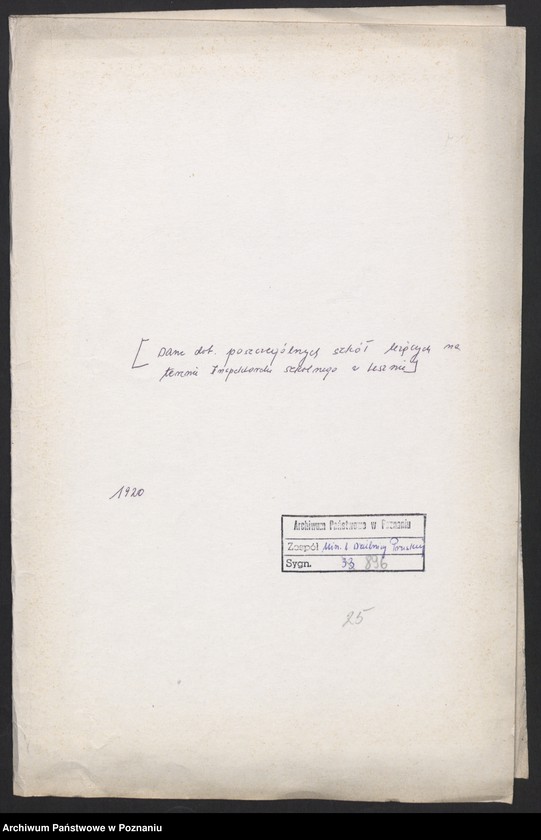 [Dane dot. poszczególnych szkół leżących na
terenie Inspektoratu szkolnego w Lesznie]
1920
Archiwum Państwowe w Poznaniu
Zespół Min. b. Dzielnicy Pruskiej
Sygn. 33 896
25
Archiwum Państwowe w Poznaniu